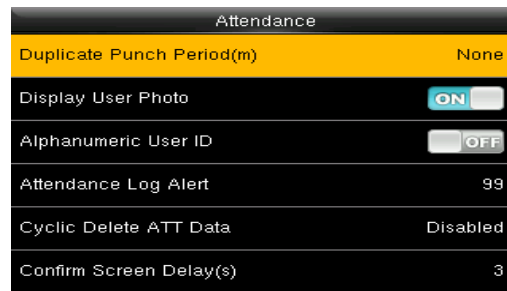 Attendance
Duplicate Punch Period(m) None
Display User Photo ON
Alphanumeric User ID OFF
Attendance Log Alert 99
Cyclic Delete ATT Data Disabled
Confirm Screen Delay(s) 3